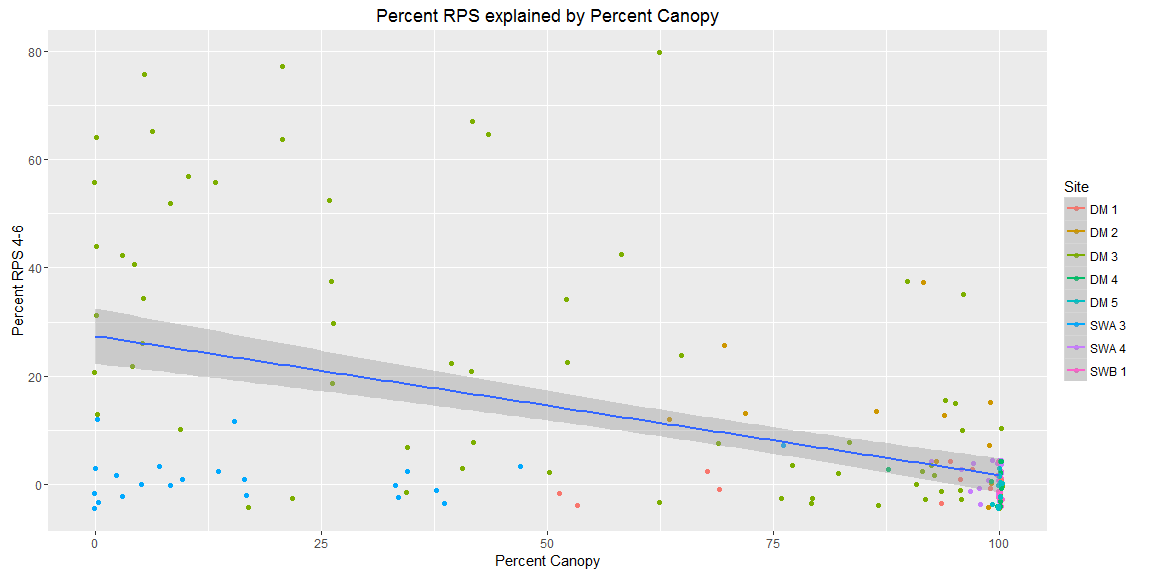 Percent RPS explained by Percent Canopy
80
60
40
20
0
Percent RPS 4-6
0 25 50 75 100
Percent Canopy
Site
DM 1
DM 2
DM 3
DM 4
DM 5
SWA 3
SWA 4
SWB 1